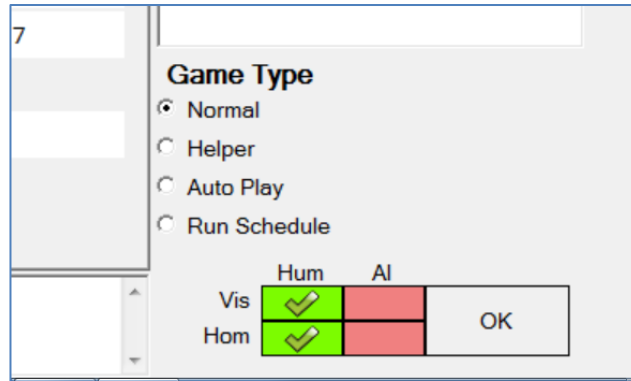 7
Game Type
Normal
Helper
Auto Play
Run Schedule
Hum AI
Vis
OK
Hom